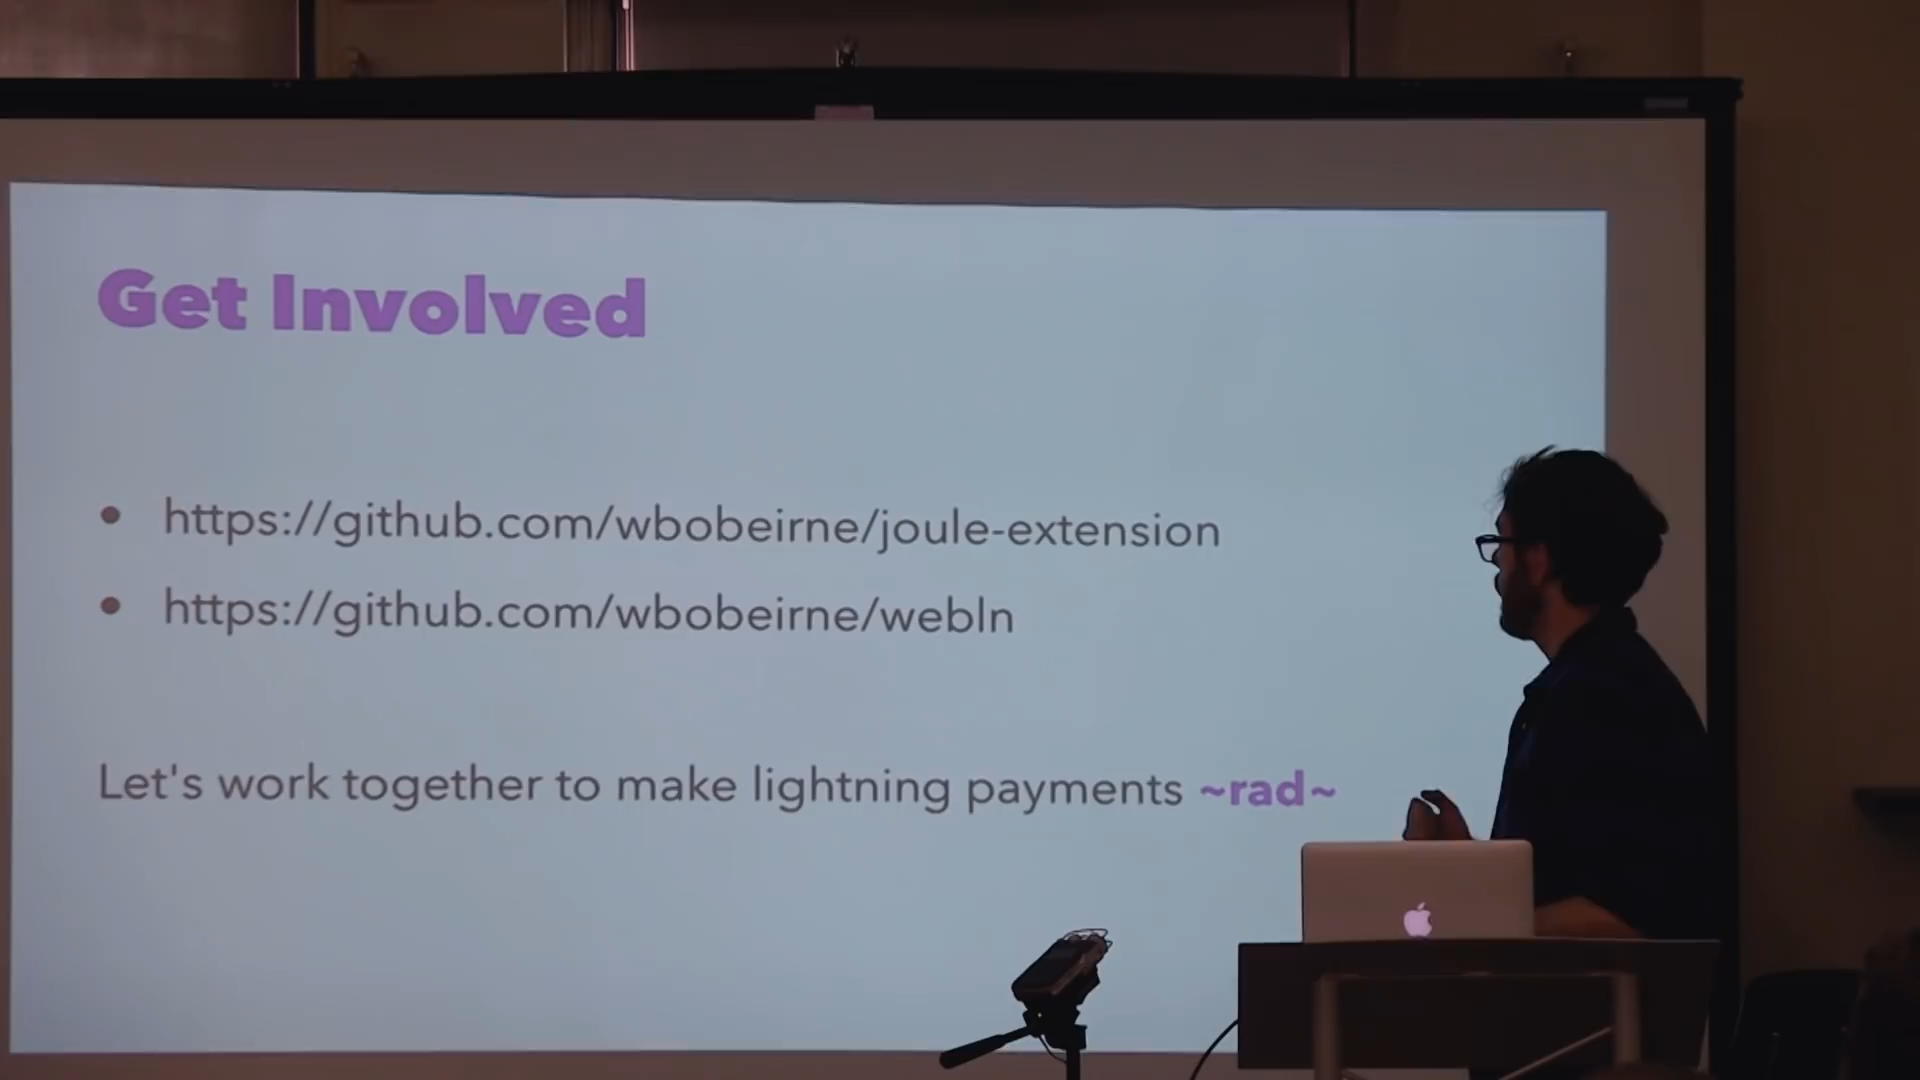 Get Involved
https://github.com/wbobeirne/joule-extension
https://github.com/wbobeirne/webln
Let's work together to make lightning payments ~rad~